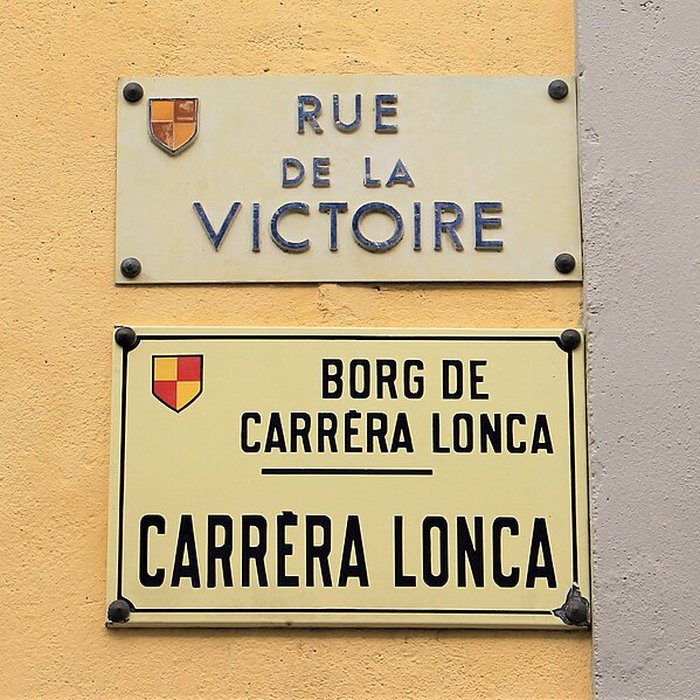 RUE
DE LA
VICTOIRE
BORG DE
CARRÈRA LONCA
CARRÈRA LONCA